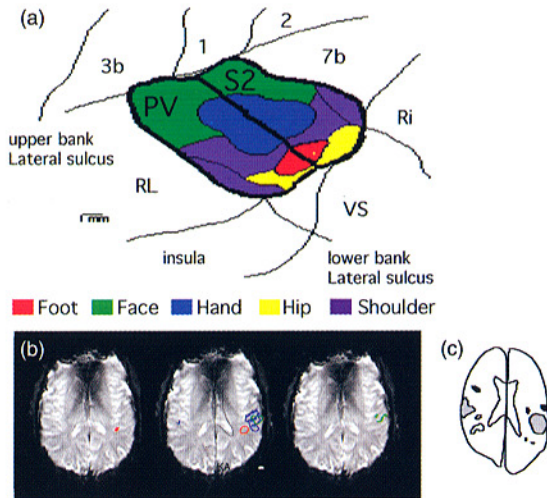 (a)
3b
1
2
7b
S2
PV
Ri
upper bank
Lateral sulcus
RL
VS
1 mm
insula
lower bank
Lateral sulcus
Foot Face Hand Hip Shoulder
(b)
(c)